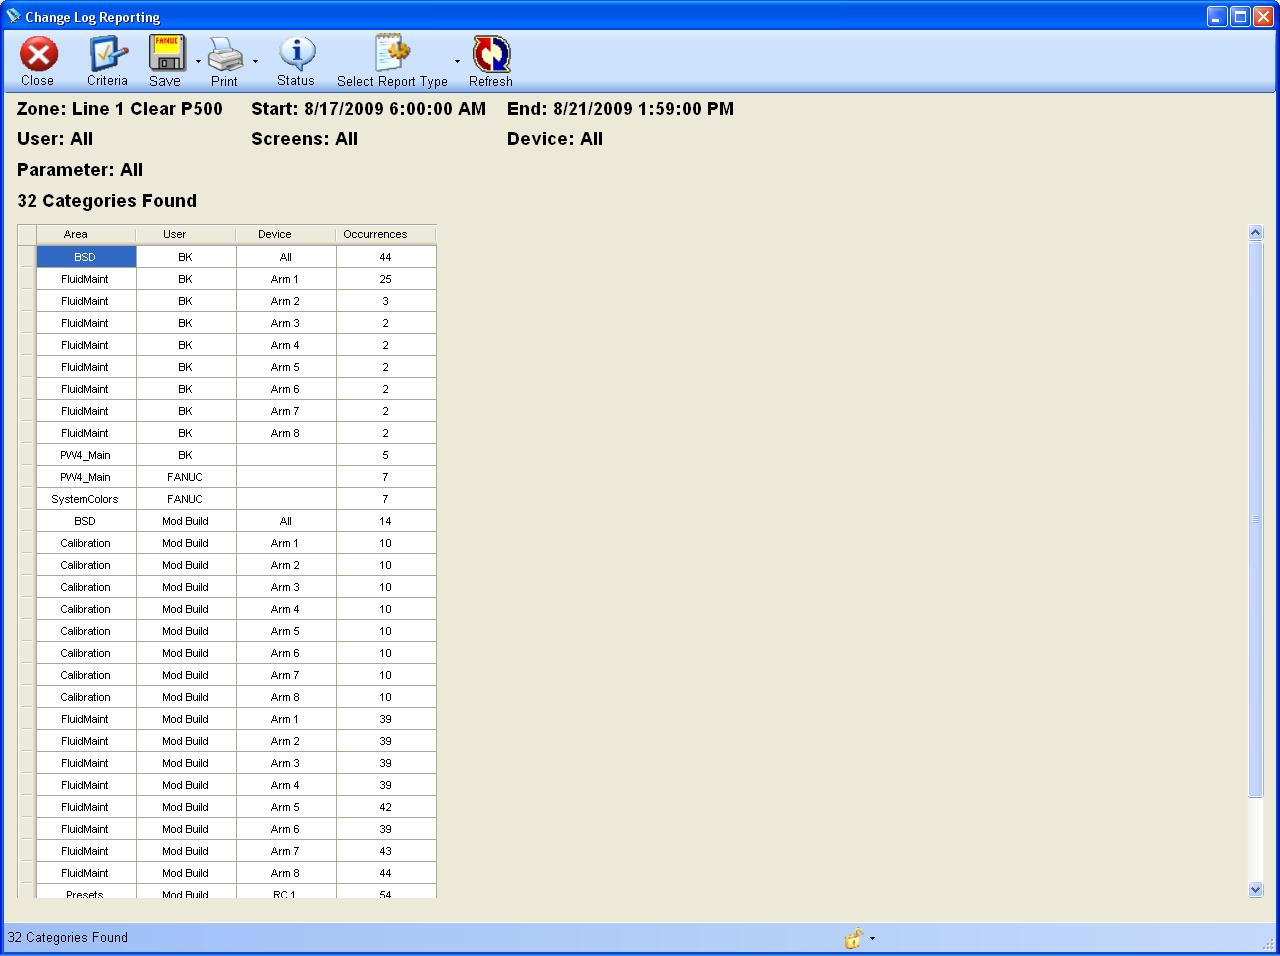 Change Log Reporting
FANUC
Close Criteria Save Print Status Select Report Type Refresh
Zone: Line 1 Clear P500 Start: 8/17/2009 6:00:00 AM End: 8/21/2009 1:59:00 PM
User: All Screens: All Device: All
Parameter: All
32 Categories Found
Area User Device Occurrences
BSD BK All 44
FluidMaint BK Arm 1 25
FluidMaint BK Arm 2 3
FluidMaint BK Arm 3 2
FluidMaint BK Arm 4 2
FluidMaint BK Arm 5 2
FluidMaint BK Arm 6 2
FluidMaint BK Arm 7 2
FluidMaint BK Arm 8 2
PW4_Main BK 5
PW4_Main FANUC 7
SystemColors FANUC 7
BSD Mod Build All 14
Calibration Mod Build Arm 1 10
Calibration Mod Build Arm 2 10
Calibration Mod Build Arm 3 10
Calibration Mod Build Arm 4 10
Calibration Mod Build Arm 5 10
Calibration Mod Build Arm 6 10
Calibration Mod Build Arm 7 10
Calibration Mod Build Arm 8 10
FluidMaint Mod Build Arm 1 39
FluidMaint Mod Build Arm 2 39
FluidMaint Mod Build Arm 3 39
FluidMaint Mod Build Arm 4 39
FluidMaint Mod Build Arm 5 42
FluidMaint Mod Build Arm 6 39
FluidMaint Mod Build Arm 7 43
FluidMaint Mod Build Arm 8 44
Presets Mod Build RC 1 54
32 Categories Found